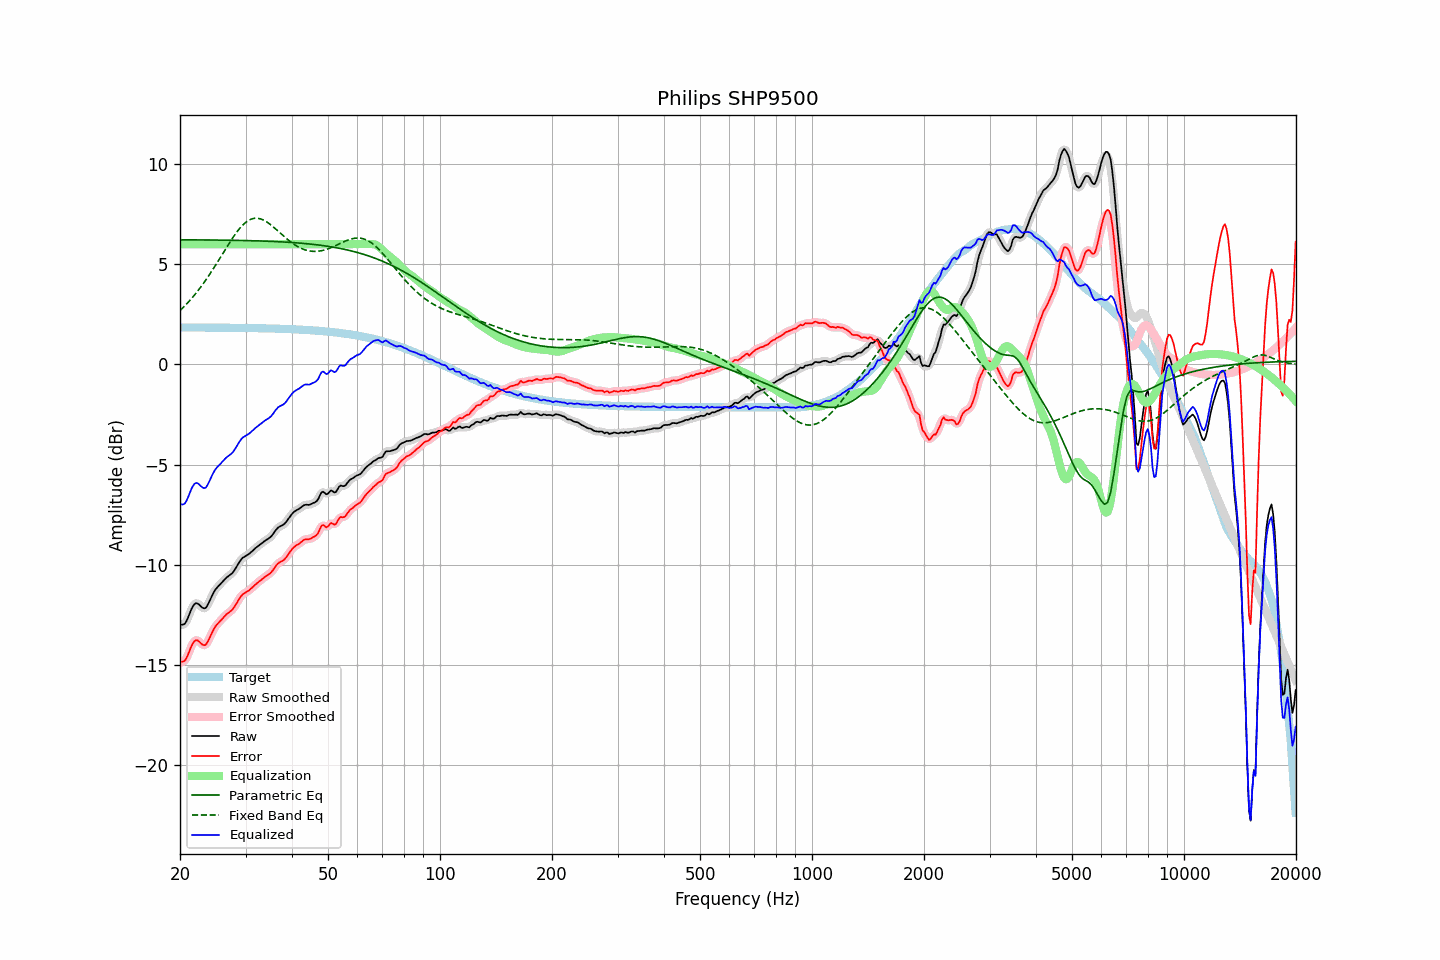 Philips SHP9500
Amplitude (dBr)
10
5
0
−5
−10
−15
−20
Target
Raw Smoothed
Error Smoothed
Raw
Error
Equalization
Parametric Eq
Fixed Band Eq
Equalized
20 50 100 200 500 1000 2000 5000 10000 20000
Frequency (Hz)